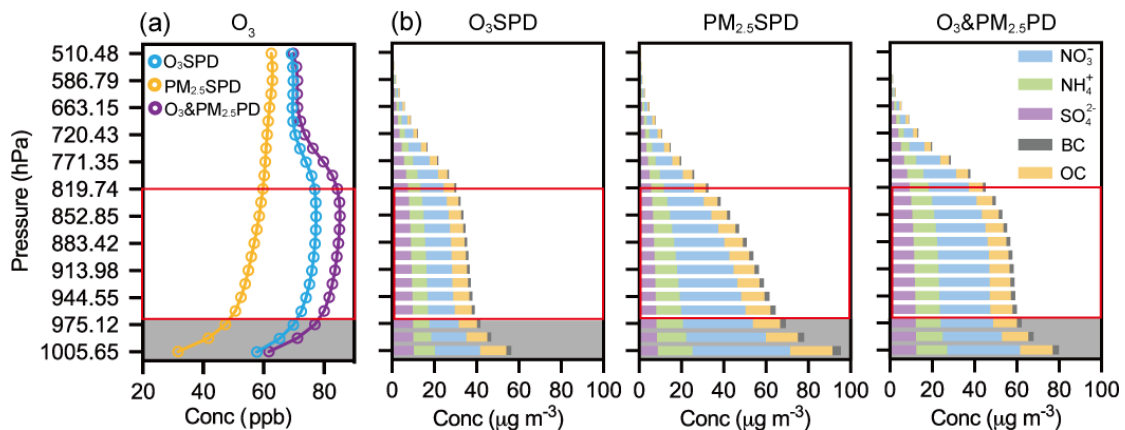 (a) O₃ (b) O₃SPD PM₂.₅SPD O₃&PM₂.₅PD
O₃SPD
PM₂.₅SPD
O₃&PM₂.₅PD
NO₃⁻
NH₄⁺
SO₄²⁻
BC
OC
Pressure (hPa)
510.48
586.79
663.15
720.43
771.35
819.74
852.85
883.42
913.98
944.55
975.12
1005.65
20 40 60 80
0 20 40 60 80 100
0 20 40 60 80 100
0 20 40 60 80 100
Conc (ppb) Conc (μg m⁻³) Conc (μg m⁻³) Conc (μg m⁻³)